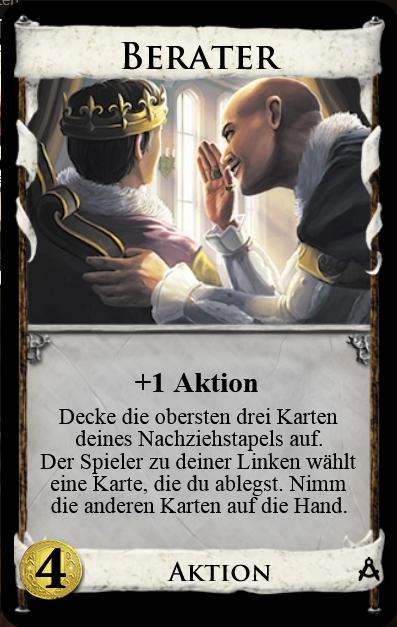 BERATER
+1 Aktion
Decke die obersten drei Karten
deines Nachziehstapels auf.
Der Spieler zu deiner Linken wählt
eine Karte, die du ablegst. Nimm
die anderen Karten auf die Hand.
4
AKTION